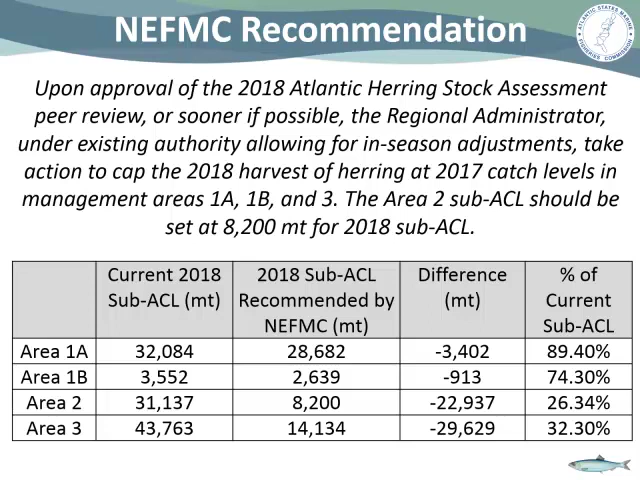 NEFMC Recommendation
ATLANTIC STATES MARINE
FISHERIES COMMISSION
Upon approval of the 2018 Atlantic Herring Stock Assessment
peer review, or sooner if possible, the Regional Administrator,
under existing authority allowing for in-season adjustments, take
action to cap the 2018 harvest of herring at 2017 catch levels in
management areas 1A, 1B, and 3. The Area 2 sub-ACL should be
set at 8,200 mt for 2018 sub-ACL.
Current 2018 2018 Sub-ACL Difference % of
Sub-ACL (mt) Recommended by (mt) Current
NEFMC (mt) Sub-ACL
Area 1A 32,084 28,682 -3,402 89.40%
Area 1B 3,552 2,639 -913 74.30%
Area 2 31,137 8,200 -22,937 26.34%
Area 3 43,763 14,134 -29,629 32.30%